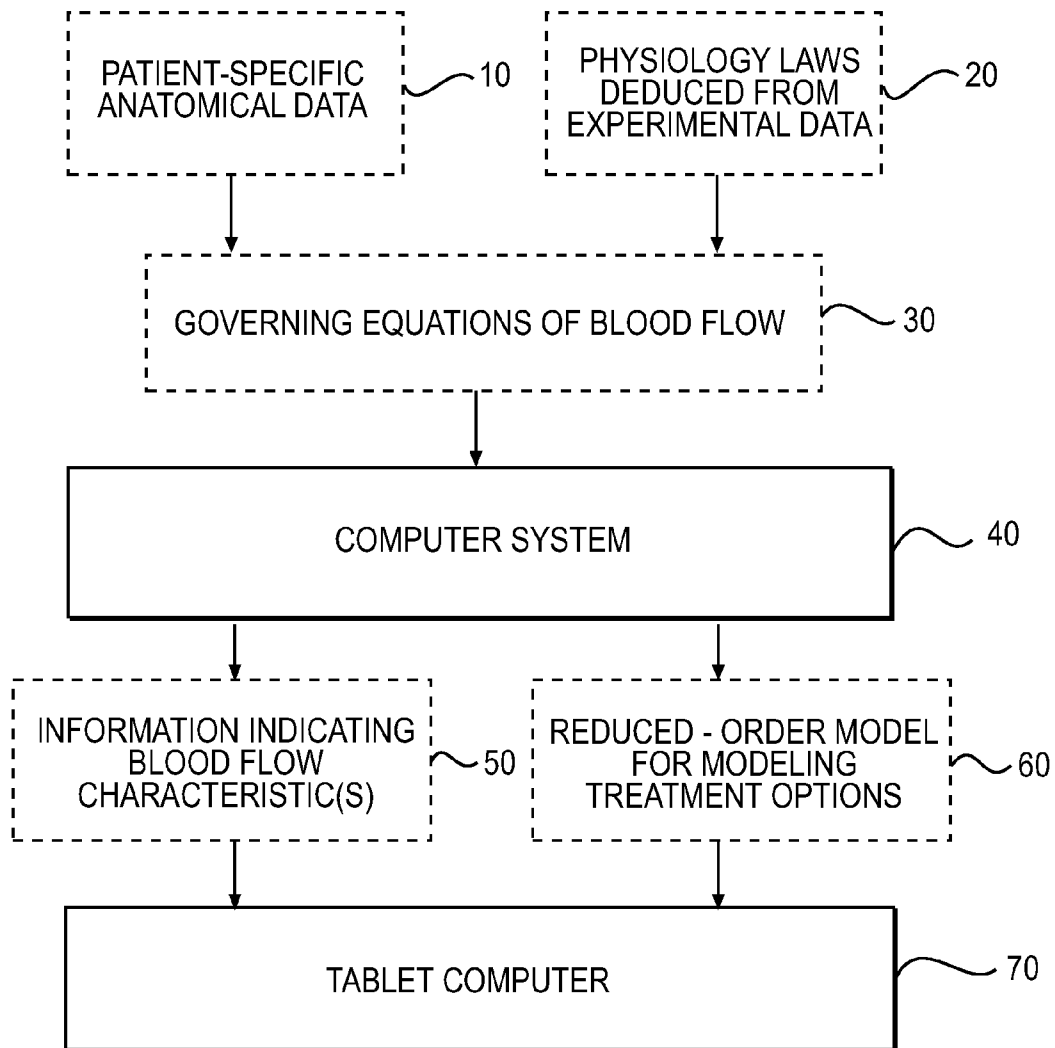 PATIENT-SPECIFIC
ANATOMICAL DATA
10
PHYSIOLOGY LAWS
DEDUCED FROM
EXPERIMENTAL DATA
20
GOVERNING EQUATIONS OF BLOOD FLOW
30
COMPUTER SYSTEM
40
INFORMATION INDICATING
BLOOD FLOW
CHARACTERISTIC(S)
50
REDUCED - ORDER MODEL
FOR MODELING
TREATMENT OPTIONS
60
TABLET COMPUTER
70